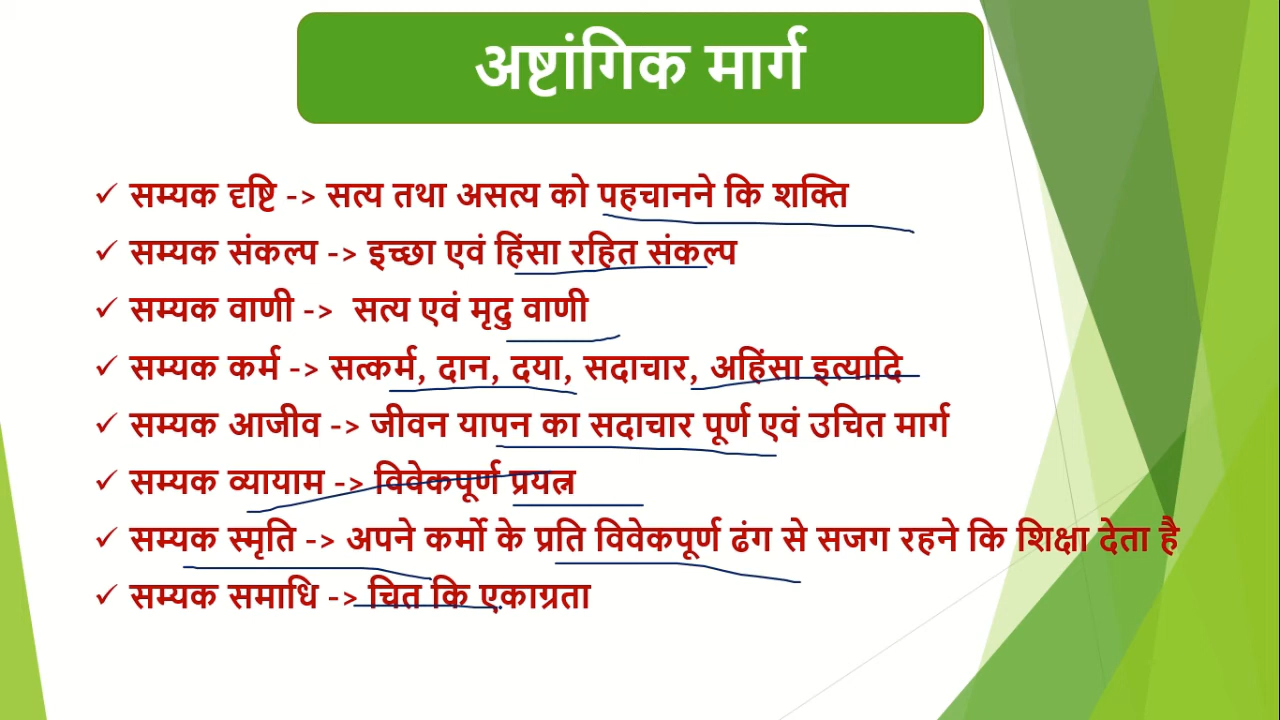 अष्टांगिक मार्ग
✓ सम्यक दृष्टि -> सत्य तथा असत्य को पहचानने कि शक्ति
✓ सम्यक संकल्प -> इच्छा एवं हिंसा रहित संकल्प
✓ सम्यक वाणी -> सत्य एवं मृदु वाणी
✓ सम्यक कर्म -> सत्कर्म, दान, दया, सदाचार, अहिंसा इत्यादि
✓ सम्यक आजीव -> जीवन यापन का सदाचार पूर्ण एवं उचित मार्ग
✓ सम्यक व्यायाम -> विवेकपूर्ण प्रयत्न
✓ सम्यक स्मृति -> अपने कर्मो के प्रति विवेकपूर्ण ढंग से सजग रहने कि शिक्षा देता है
✓ सम्यक समाधि -> चित कि एकाग्रता